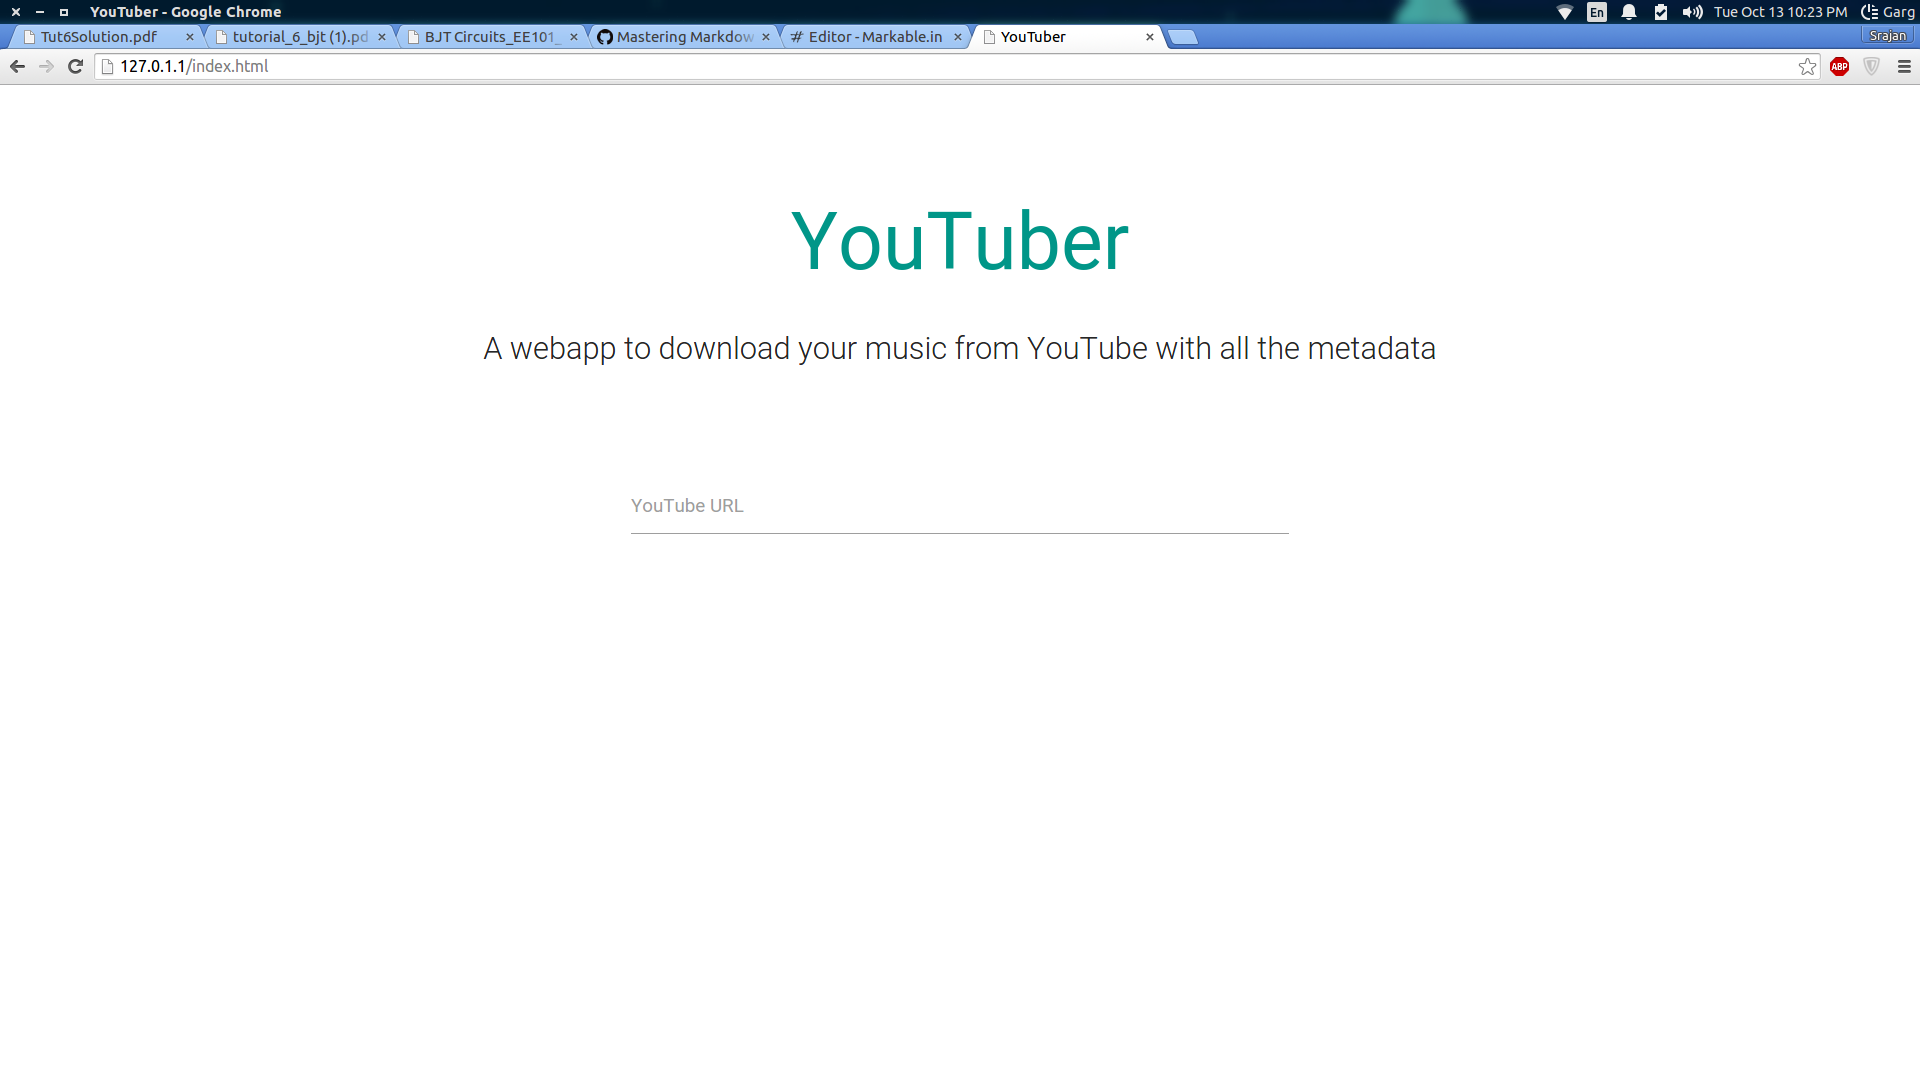 YouTuber - Google Chrome
En
Tue Oct 13 10:23 PM
Garg
Tut6Solution.pdf
tutorial_6_bjt (1).pd
BJT Circuits_EE101_
Mastering Markdow
# Editor - Markable.in
YouTuber
Srajan
127.0.1.1/index.html
ABP
YouTuber
A webapp to download your music from YouTube with all the metadata
YouTube URL